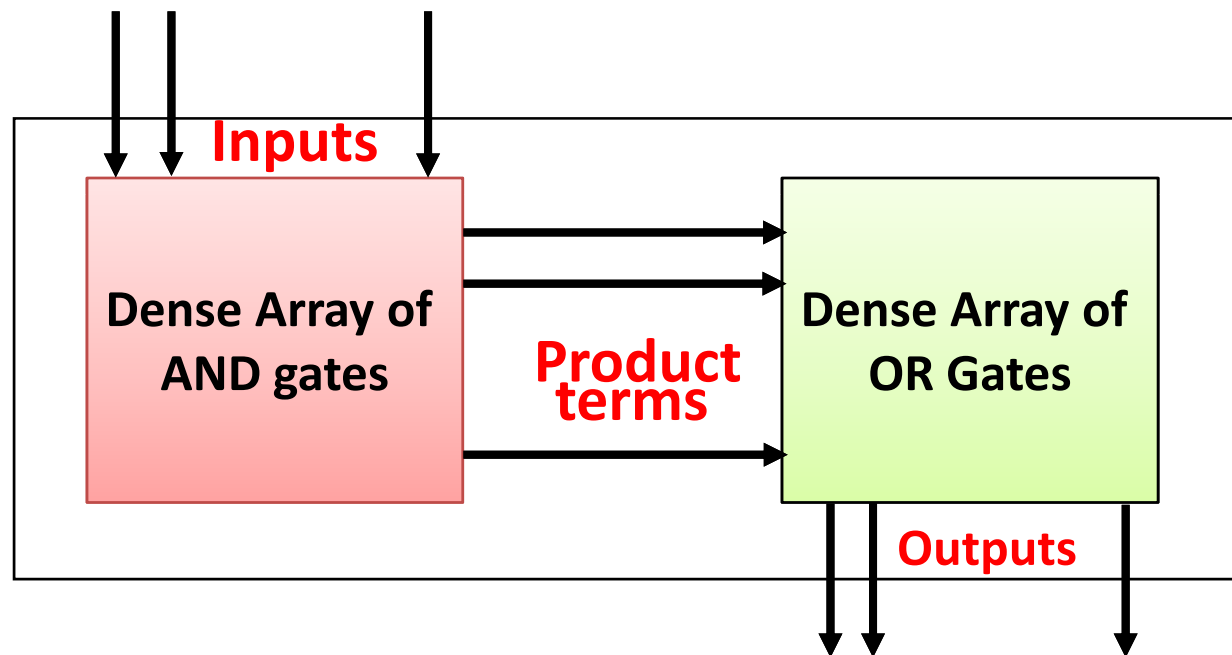 Inputs
Dense Array of
AND gates
Product
terms
Dense Array of
OR Gates
Outputs